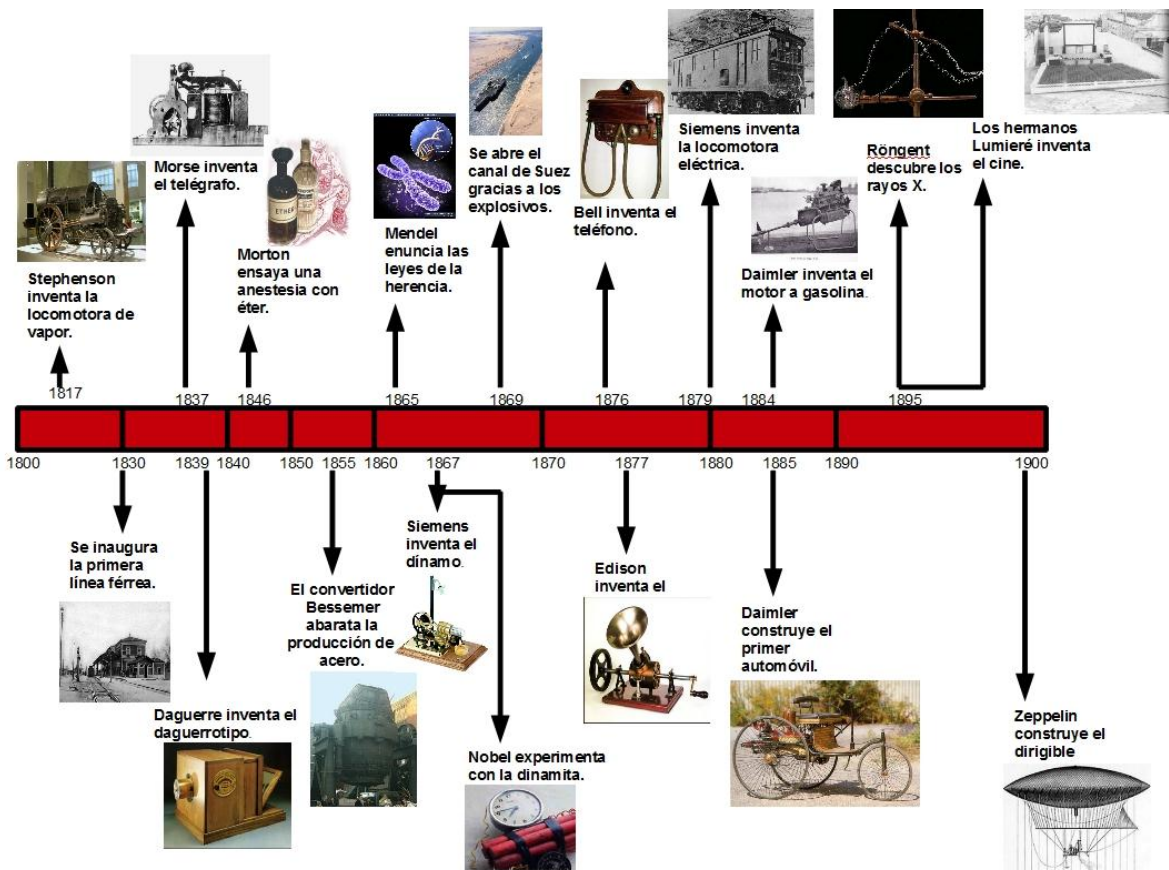 Morse inventa
el telégrafo.
Stephenson
inventa la
locomotora de
vapor.
ETHER
Morton
ensaya una
anestesia con
éter.
Mendel
enuncia las
leyes de la
herencia.
Se abre el
canal de Suez
gracias a los
explosivos.
Bell inventa el
teléfono.
Siemens inventa
la locomotora
eléctrica.
Daimler inventa el
motor a gasolina.
Röngent
descubre los
rayos X.
Los hermanos
Lumieré inventa
el cine.
1817
1837
1846
1865
1869
1876
1879
1884
1895
1800
1830
1839
1840
1850
1855
1860
1867
1870
1877
1880
1885
1890
1900
Se inaugura
la primera
línea férrea.
Daguerre inventa el
daguerrotipo.
El convertidor
Bessemer
abarata la
producción de
acero.
Siemens
inventa el
dínamo.
Nobel experimenta
con la dinamita.
Edison
inventa el
Daimler
construye el
primer
automóvil.
Zeppelin
construye el
dirigible